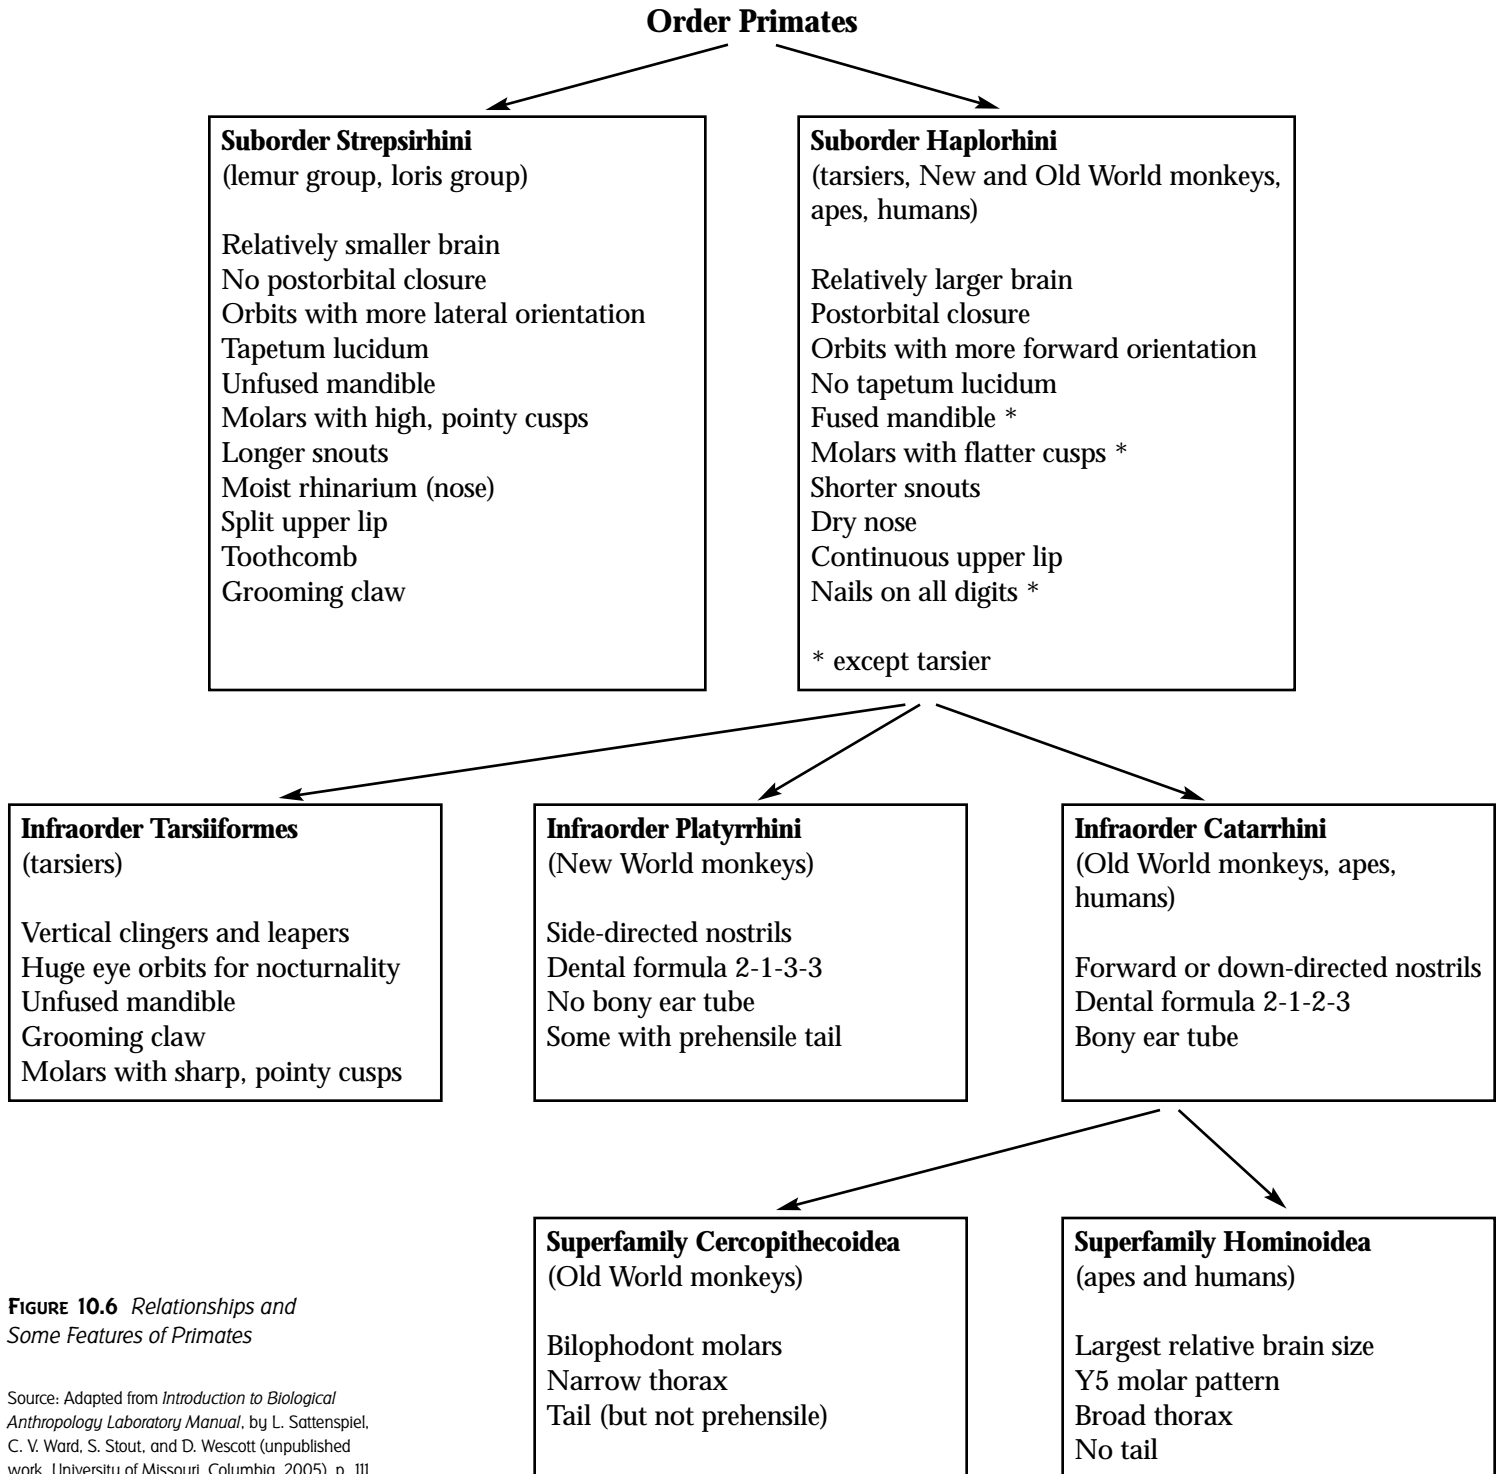 Order Primates
Suborder Strepsirhini
(lemur group, loris group)
Relatively smaller brain
No postorbital closure
Orbits with more lateral orientation
Tapetum lucidum
Unfused mandible
Molars with high, pointy cusps
Longer snouts
Moist rhinarium (nose)
Split upper lip
Toothcomb
Grooming claw
Suborder Haplorhini
(tarsiers, New and Old World monkeys,
apes, humans)
Relatively larger brain
Postorbital closure
Orbits with more forward orientation
No tapetum lucidum
Fused mandible *
Molars with flatter cusps *
Shorter snouts
Dry nose
Continuous upper lip
Nails on all digits *
* except tarsier
Infraorder Tarsiiformes
(tarsiers)
Vertical clingers and leapers
Huge eye orbits for nocturnality
Unfused mandible
Grooming claw
Molars with sharp, pointy cusps
Infraorder Platyrrhini
(New World monkeys)
Side-directed nostrils
Dental formula 2-1-3-3
No bony ear tube
Some with prehensile tail
Infraorder Catarrhini
(Old World monkeys, apes,
humans)
Forward or down-directed nostrils
Dental formula 2-1-2-3
Bony ear tube
Superfamily Cercopithecoidea
(Old World monkeys)
Bilophodont molars
Narrow thorax
Tail (but not prehensile)
Superfamily Hominoidea
(apes and humans)
Largest relative brain size
Y5 molar pattern
Broad thorax
No tail
FIGURE 10.6 Relationships and
Some Features of Primates
Source: Adapted from Introduction to Biological
Anthropology Laboratory Manual, by L. Sattenspiel,
C. V. Ward, S. Stout, and D. Wescott (unpublished
work, University of Missouri, Columbia, 2005), p. 111.